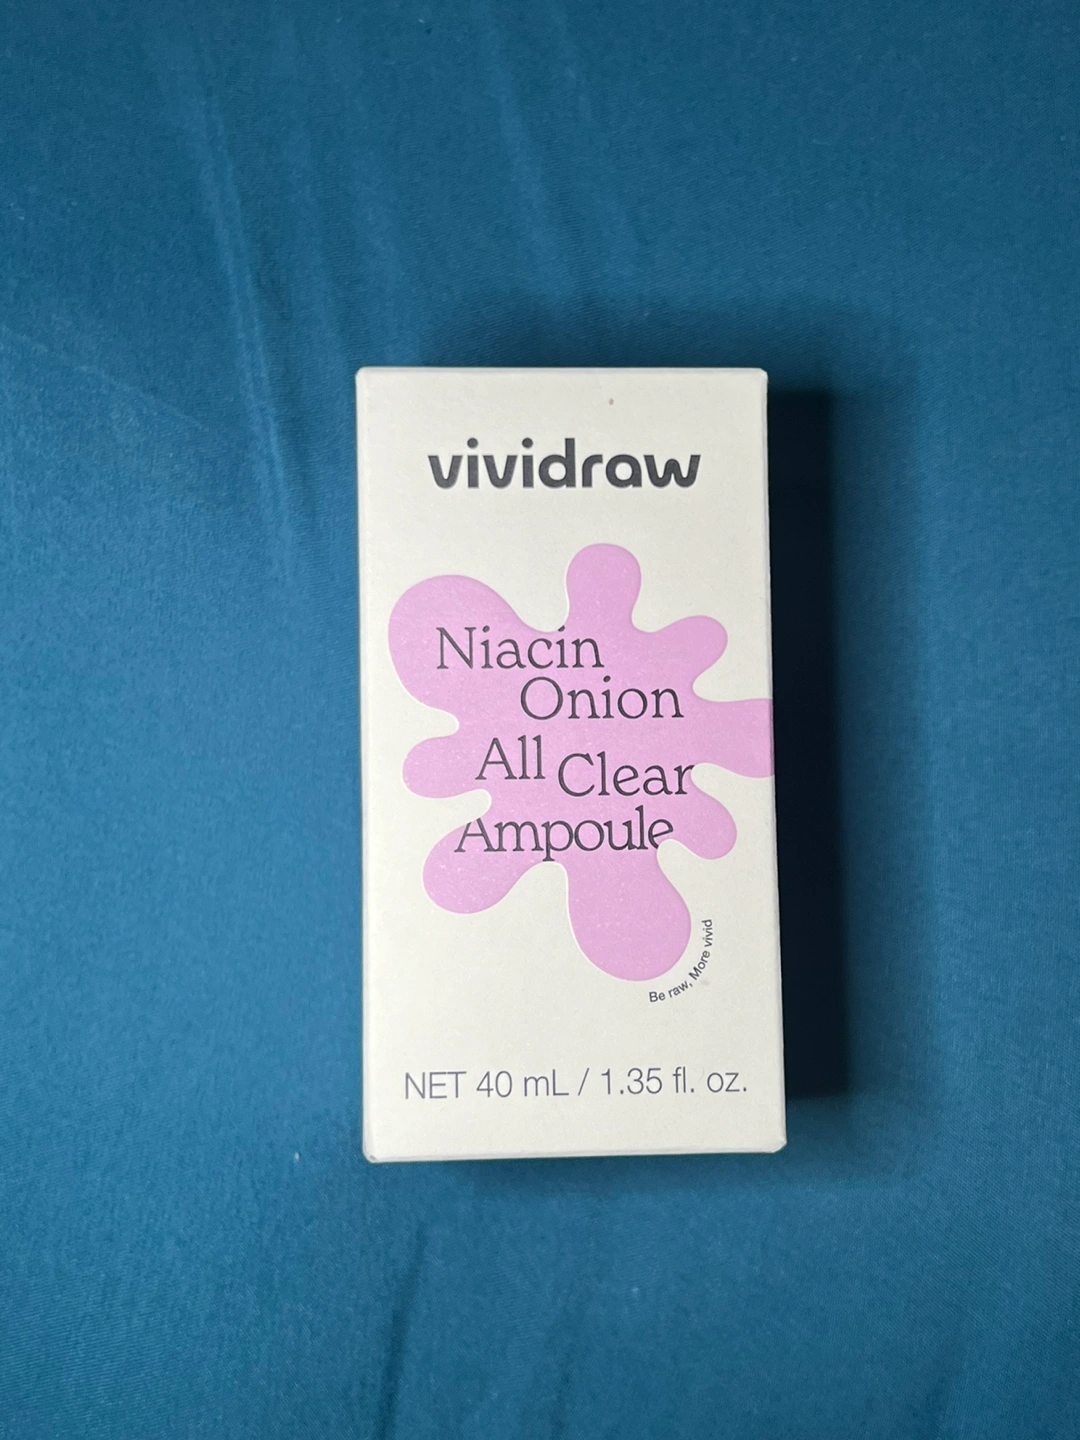 vividraw
Niacin
Onion
All Clear
Ampoule
Be raw, More vivid
NET 40 mL / 1.35 fl. oz.